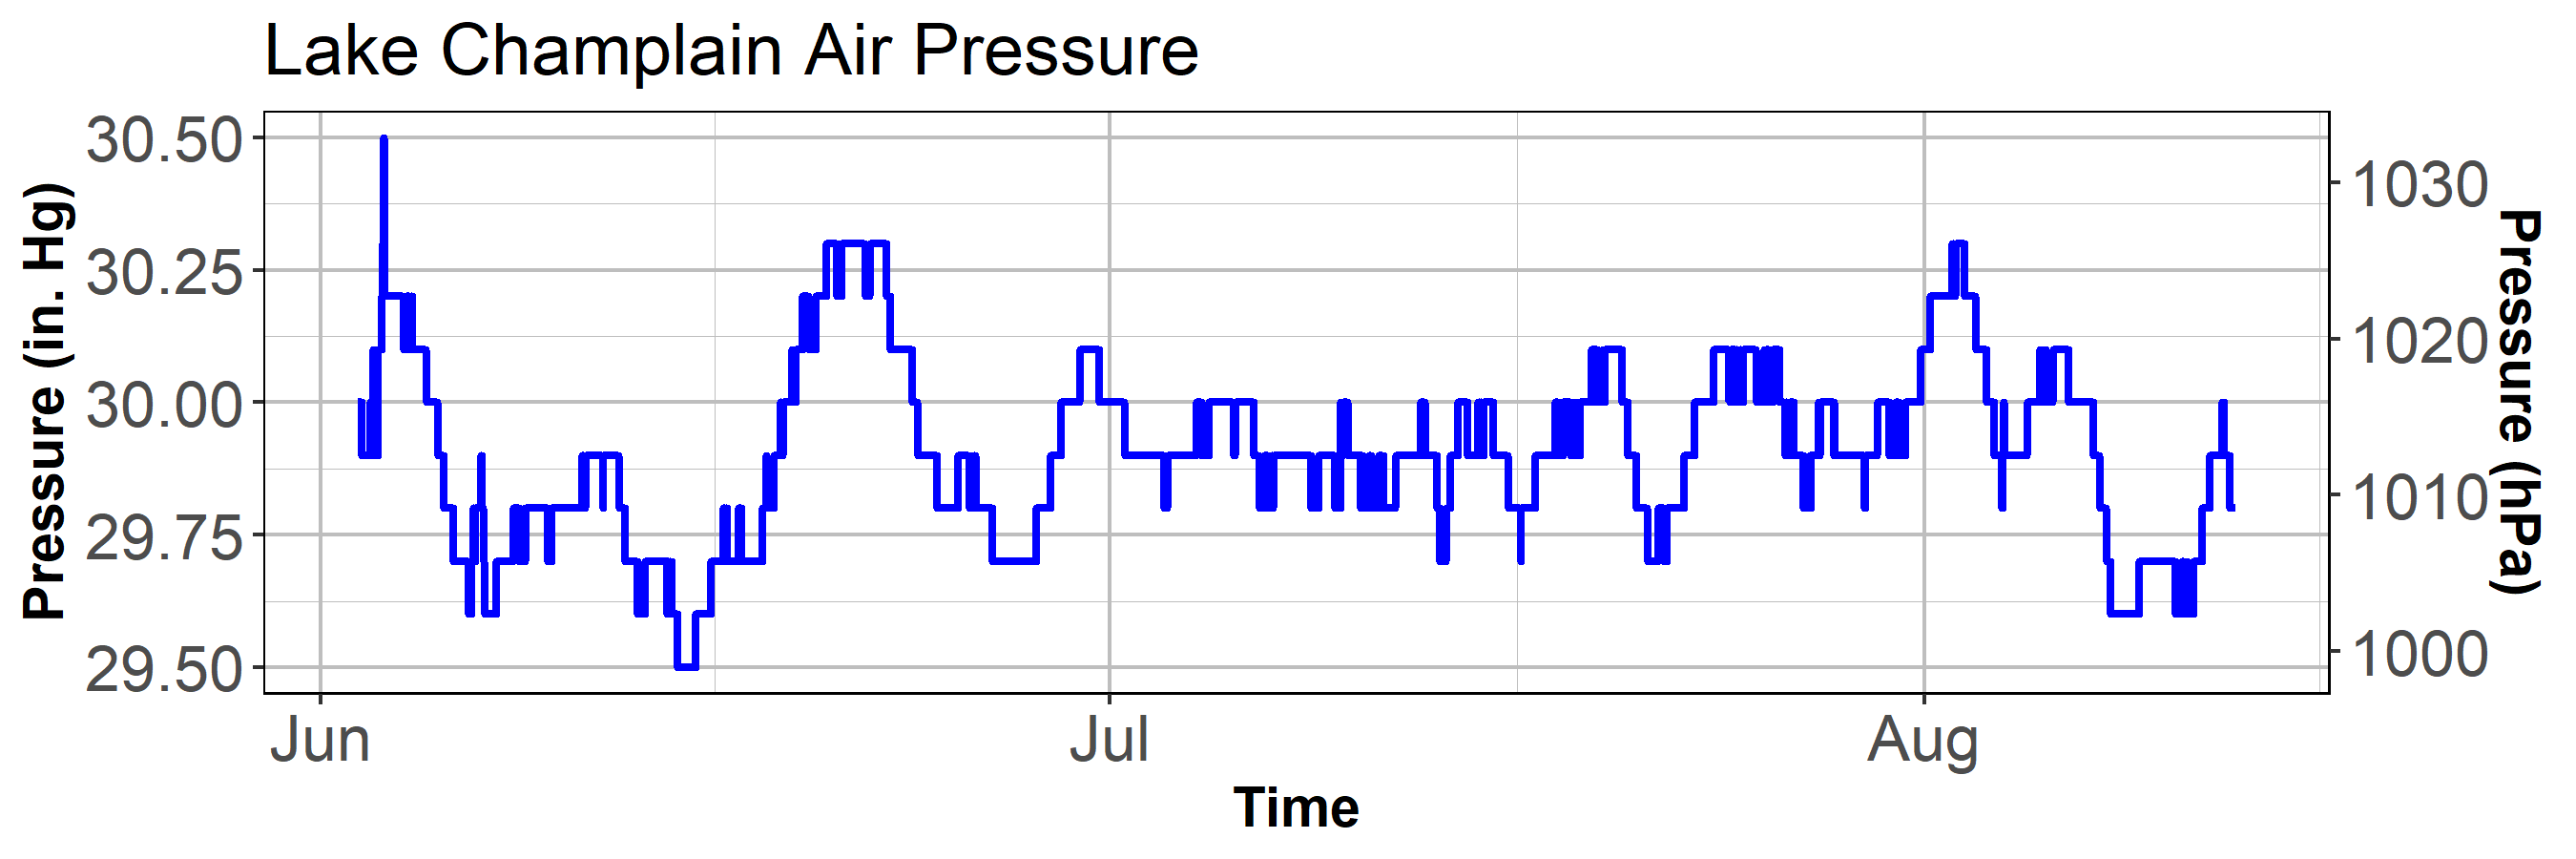 Lake Champlain Air Pressure
Pressure (in. Hg)
30.50
30.25
30.00
29.75
29.50
1030
1020
1010
1000
Pressure (hPa)
Jun Jul Aug
Time